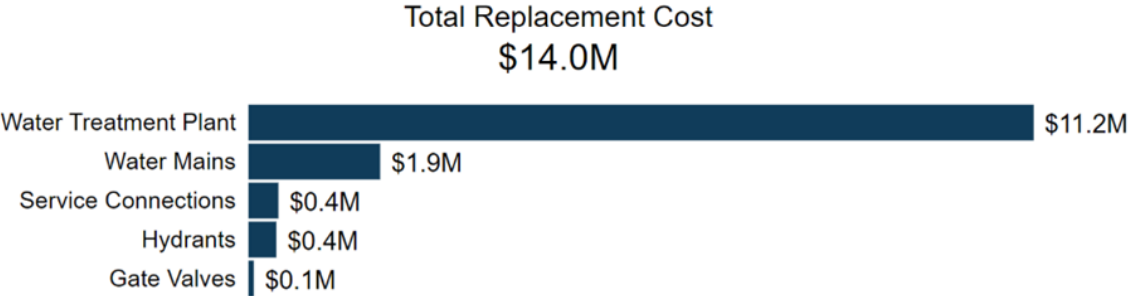 Total Replacement Cost
$14.0M
Water Treatment Plant $11.2M
Water Mains $1.9M
Service Connections $0.4M
Hydrants $0.4M
Gate Valves $0.1M